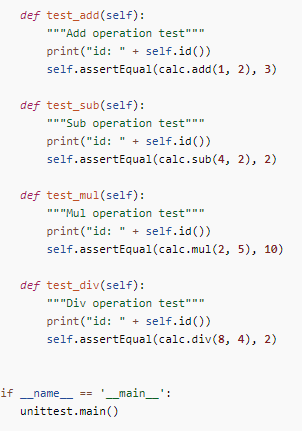 def test_add(self):
"""Add operation test"""
print("id: " + self.id())
self.assertEqual(calc.add(1, 2), 3)
def test_sub(self):
"""Sub operation test"""
print("id: " + self.id())
self.assertEqual(calc.sub(4, 2), 2)
def test_mul(self):
"""Mul operation test"""
print("id: " + self.id())
self.assertEqual(calc.mul(2, 5), 10)
def test_div(self):
"""Div operation test"""
print("id: " + self.id())
self.assertEqual(calc.div(8, 4), 2)
if __name__ == '__main__':
unittest.main()